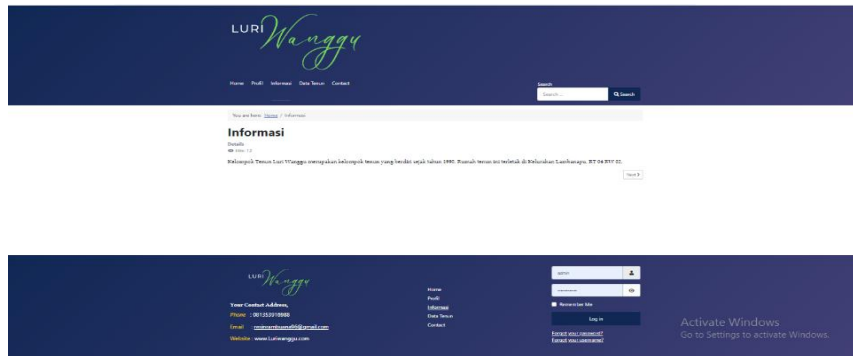 LURI
Wanggu
Home Profil Informasi Data Tenun Contact
Search
Search ...
Search
You are here: Home / Informasi
Informasi
Details
Kelompok Tenun Luri Wanggu merupakan kelompok tenun yang berdiri sejak tahun 1990. Rumah tenun ini terletak di Kelurahan Lambanapu. RT 04 RW 02.
Next
LURI
Wanggu
Your Contact Address,
Phone : 081353918888
Email :
Website : www.Luriwanggu.com
Home
Profil
Informasi
Data Tenun
Contact
admin
Remember Me
Log in
Forgot your password?
Forgot your username?
Activate Windows
Go to Settings to activate Windows.